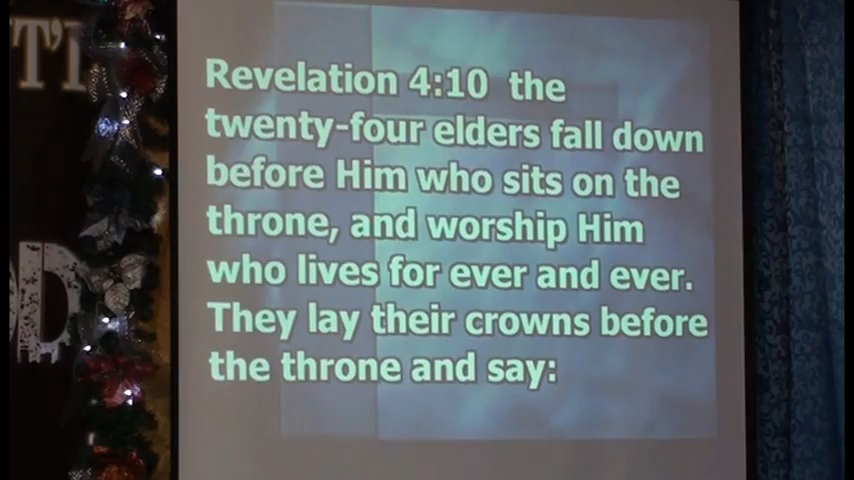 Revelation 4:10 the
twenty-four elders fall down
before Him who sits on the
throne, and worship Him
who lives for ever and ever.
They lay their crowns before
the throne and say: